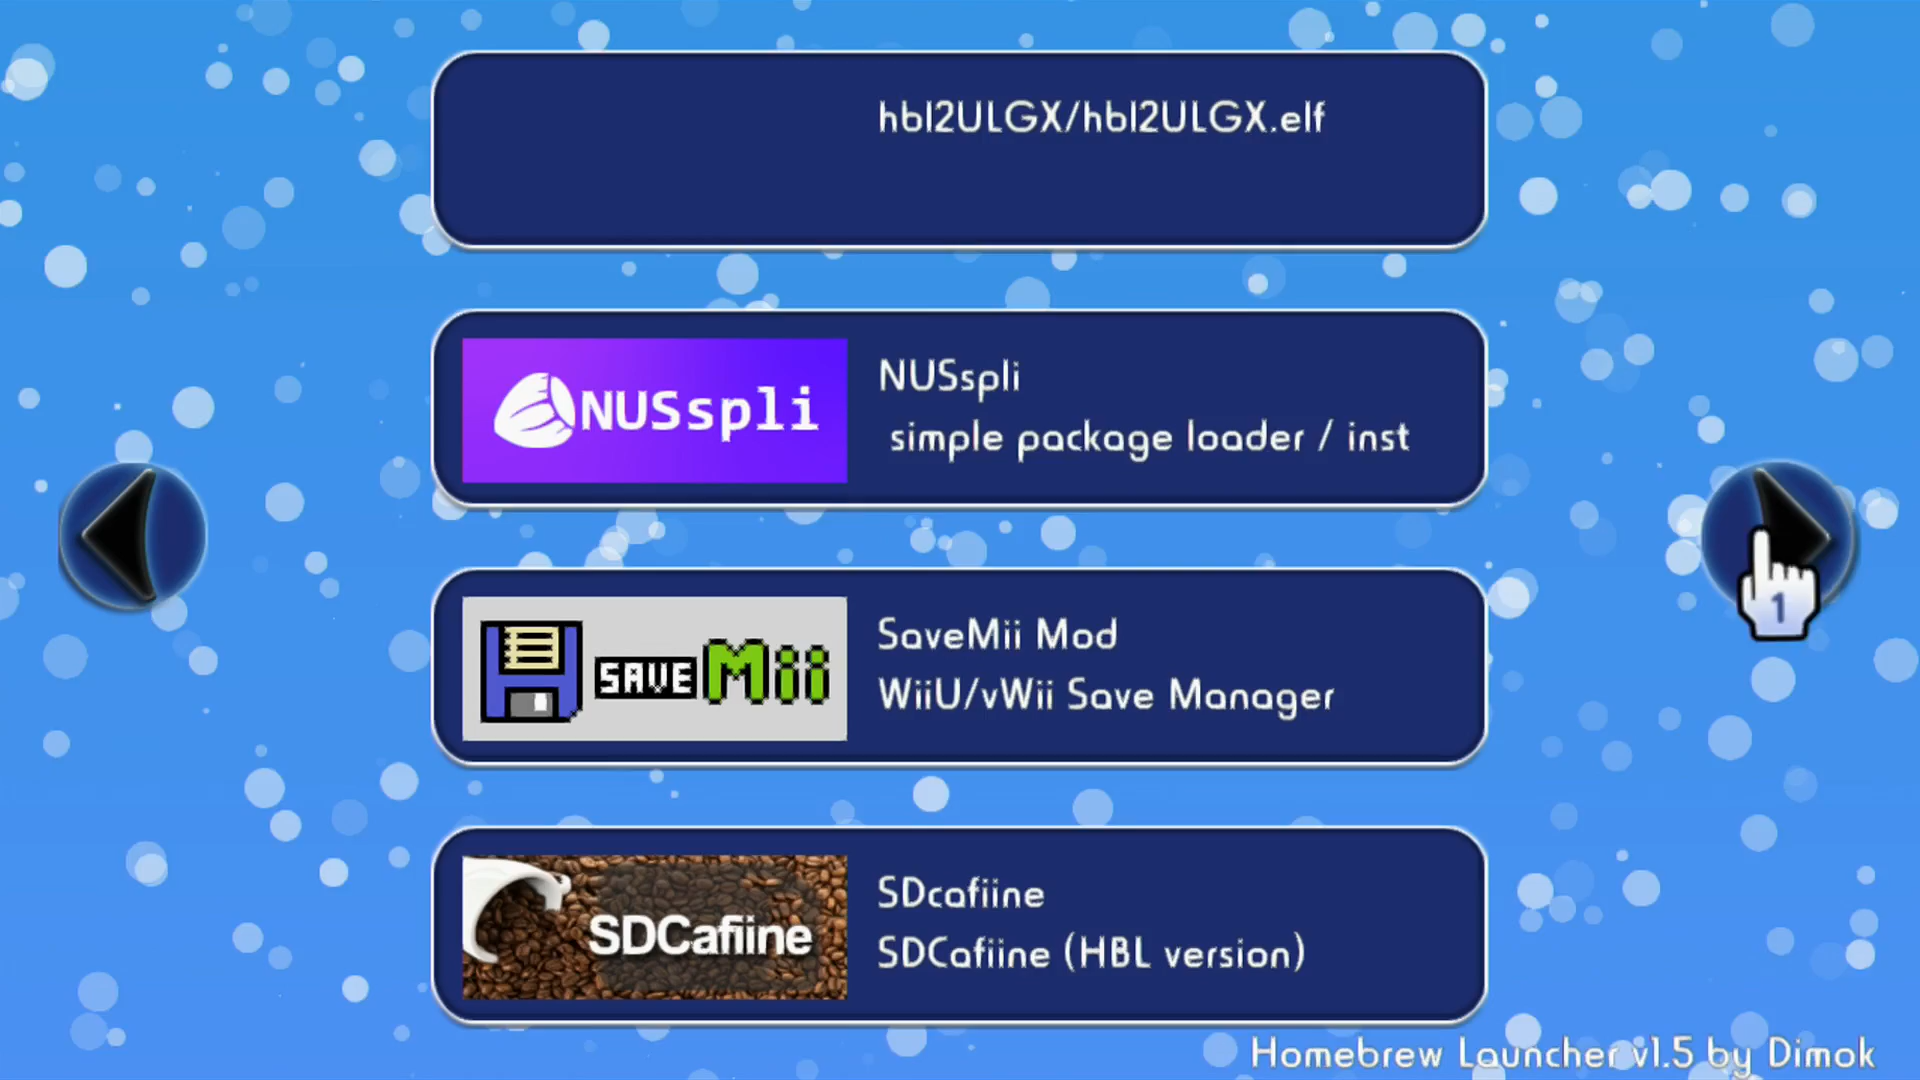 hbl2ULGX/hbl2ULGX.elf
NUSspli
NUSspli
simple package loader / inst
SAVE Mii
SaveMii Mod
WiiU/vWii Save Manager
SDCafiine
SDcafiine
SDCafiine (HBL version)
1
Homebrew Launcher v1.5 by Dimok